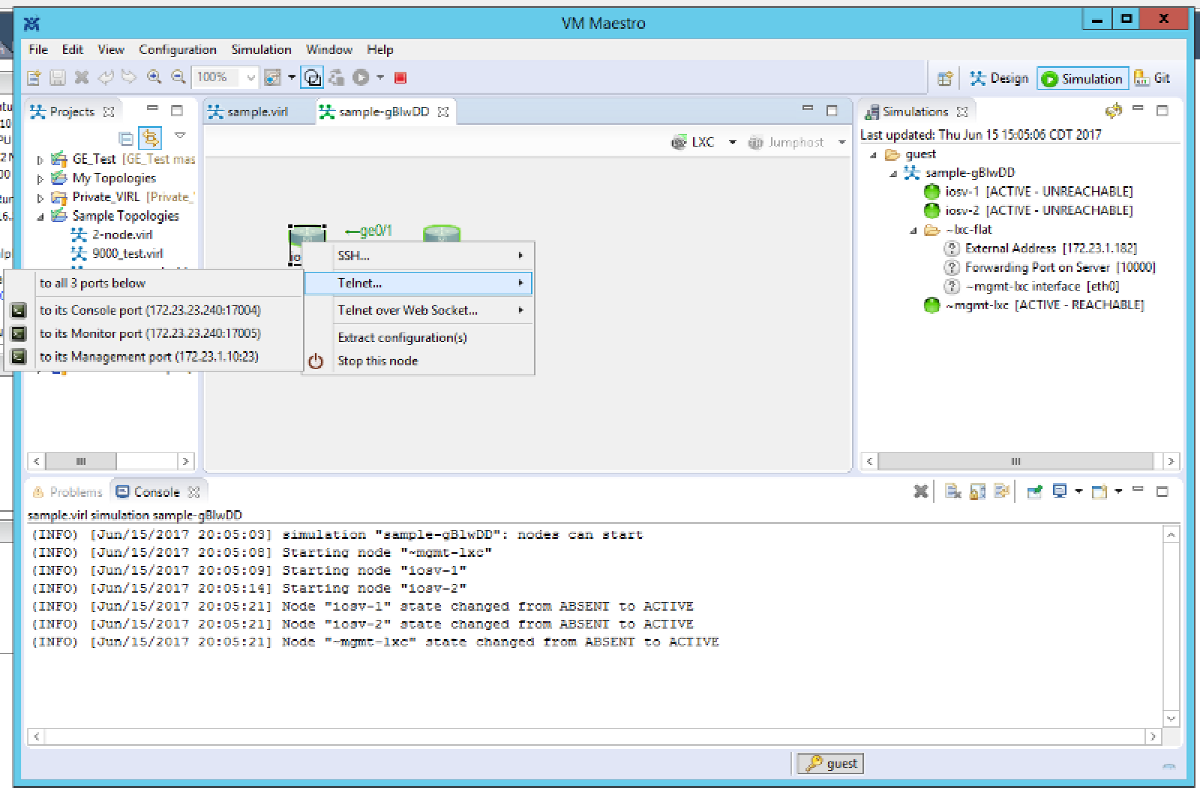 VM Maestro
File Edit View Configuration Simulation Window Help
100%
Design Simulation Git
Projects
sample.virl sample-gBlwDD
Simulations
LXC Jumphost
Last updated: Thu Jun 15 15:05:06 CDT 2017
GE_Test [GE_Test mas
My Topologies
Private_VIRL [Private_
Sample Topologies
2-node.virl
9000_test.virl
guest
sample-gBlwDD
iosv-1 [ACTIVE - UNREACHABLE]
iosv-2 [ACTIVE - UNREACHABLE]
~lxc-flat
External Address [172.23.1.182]
Forwarding Port on Server [10000]
~mgmt-lxc interface [eth0]
~mgmt-lxc [ACTIVE - REACHABLE]
ge0/1
SSH...
Telnet...
Telnet over Web Socket...
Extract configuration(s)
Stop this node
to all 3 ports below
to its Console port (172.23.23.240:17004)
to its Monitor port (172.23.23.240:17005)
to its Management port (172.23.1.10:23)
Problems Console
sample.virl simulation sample-gBlwDD
(INFO) [Jun/15/2017 20:05:03] simulation "sample-gBlwDD": nodes can start
(INFO) [Jun/15/2017 20:05:08] Starting node "~mgmt-lxc"
(INFO) [Jun/15/2017 20:05:09] Starting node "iosv-1"
(INFO) [Jun/15/2017 20:05:14] Starting node "iosv-2"
(INFO) [Jun/15/2017 20:05:21] Node "iosv-1" state changed from ABSENT to ACTIVE
(INFO) [Jun/15/2017 20:05:21] Node "iosv-2" state changed from ABSENT to ACTIVE
(INFO) [Jun/15/2017 20:05:21] Node "~mgmt-lxc" state changed from ABSENT to ACTIVE
guest